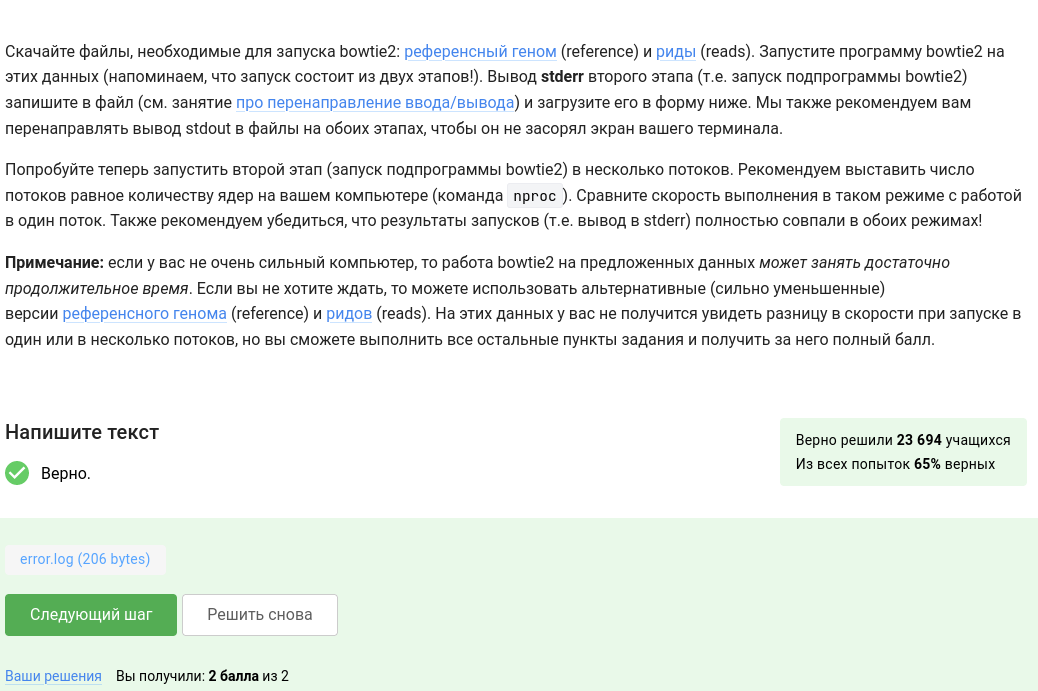 Скачайте файлы, необходимые для запуска bowtie2: референсный геном (reference) и риды (reads). Запустите программу bowtie2 на
этих данных (напоминаем, что запуск состоит из двух этапов!). Вывод stderr второго этапа (т.е. запуск подпрограммы bowtie2)
запишите в файл (см. занятие про перенаправление ввода/вывода) и загрузите его в форму ниже. Мы также рекомендуем вам
перенаправлять вывод stdout в файлы на обоих этапах, чтобы он не засорял экран вашего терминала.
Попробуйте теперь запустить второй этап (запуск подпрограммы bowtie2) в несколько потоков. Рекомендуем выставить число
потоков равное количеству ядер на вашем компьютере (команда nproc ). Сравните скорость выполнения в таком режиме с работой
в один поток. Также рекомендуем убедиться, что результаты запусков (т.е. вывод в stderr) полностью совпали в обоих режимах!
Примечание: если у вас не очень сильный компьютер, то работа bowtie2 на предложенных данных может занять достаточно
продолжительное время. Если вы не хотите ждать, то можете использовать альтернативные (сильно уменьшенные)
версии референсного генома (reference) и ридов (reads). На этих данных у вас не получится увидеть разницу в скорости при запуске в
один или в несколько потоков, но вы сможете выполнить все остальные пункты задания и получить за него полный балл.
Напишите текст
Верно.
Верно решили 23 694 учащихся
Из всех попыток 65% верных
error.log (206 bytes)
Следующий шаг
Решить снова
Ваши решения Вы получили: 2 балла из 2